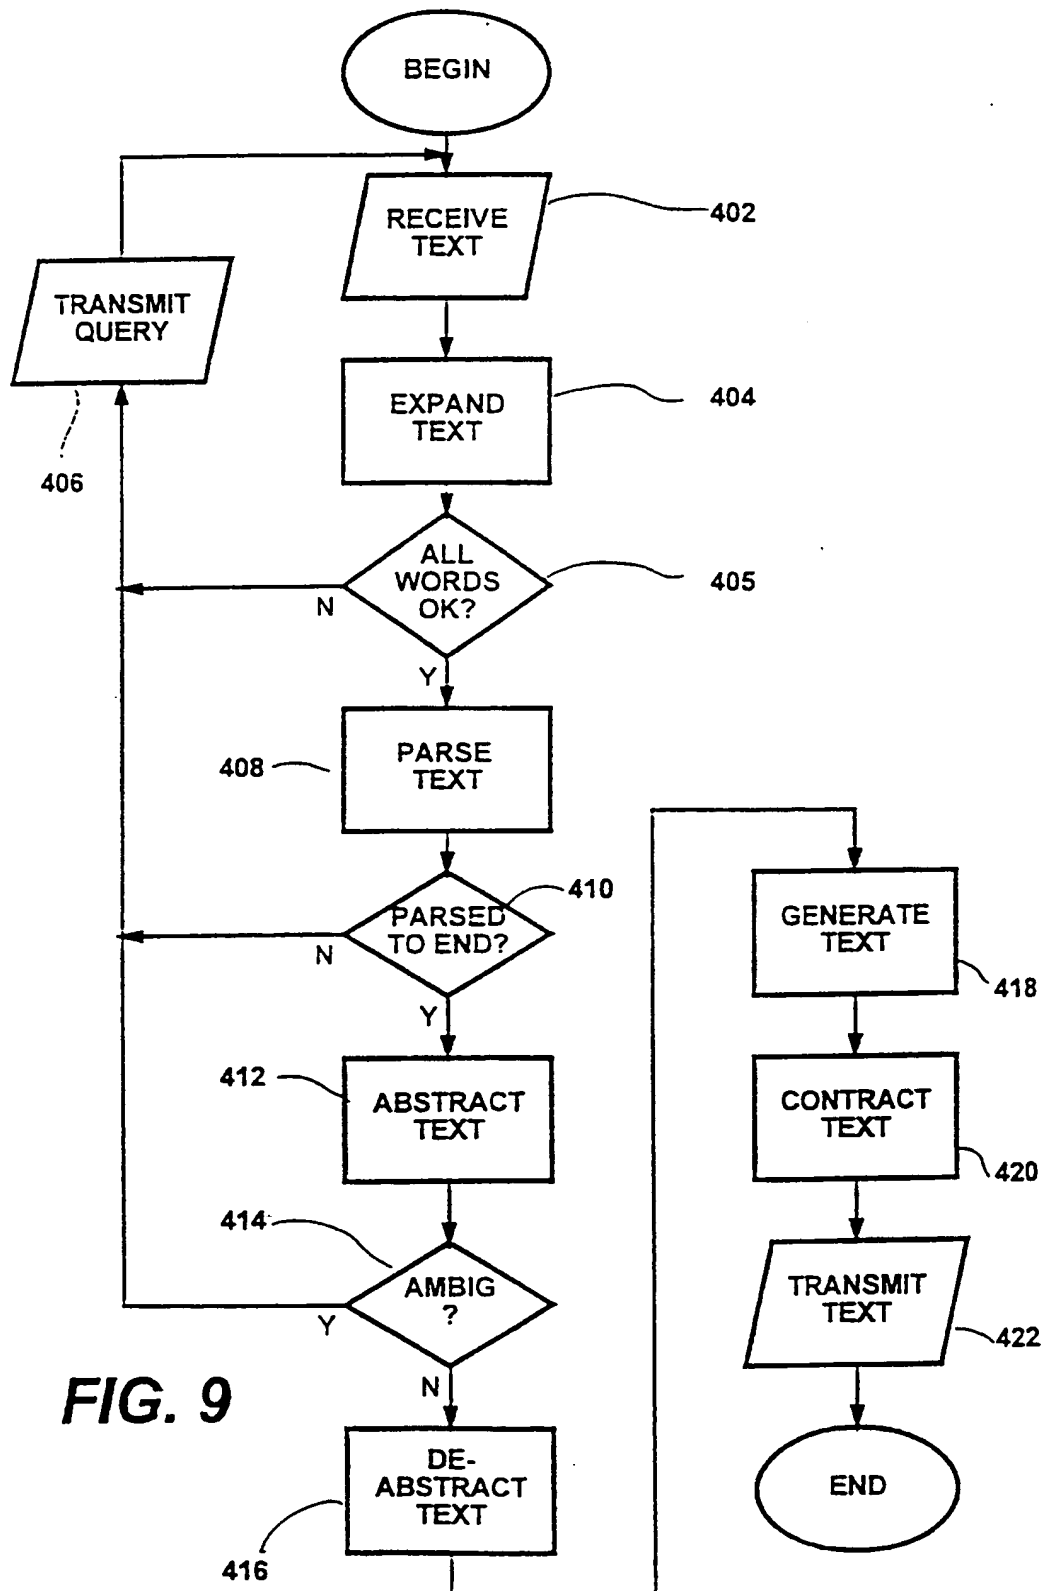 BEGIN
RECEIVE
TEXT
402
TRANSMIT
QUERY
406
EXPAND
TEXT
404
ALL
WORDS
OK?
405
N
Y
PARSE
TEXT
408
PARSED
TO END?
410
N
Y
ABSTRACT
TEXT
412
AMBIG
?
414
Y
N
DE-
ABSTRACT
TEXT
416
GENERATE
TEXT
418
CONTRACT
TEXT
420
TRANSMIT
TEXT
422
END
FIG. 9